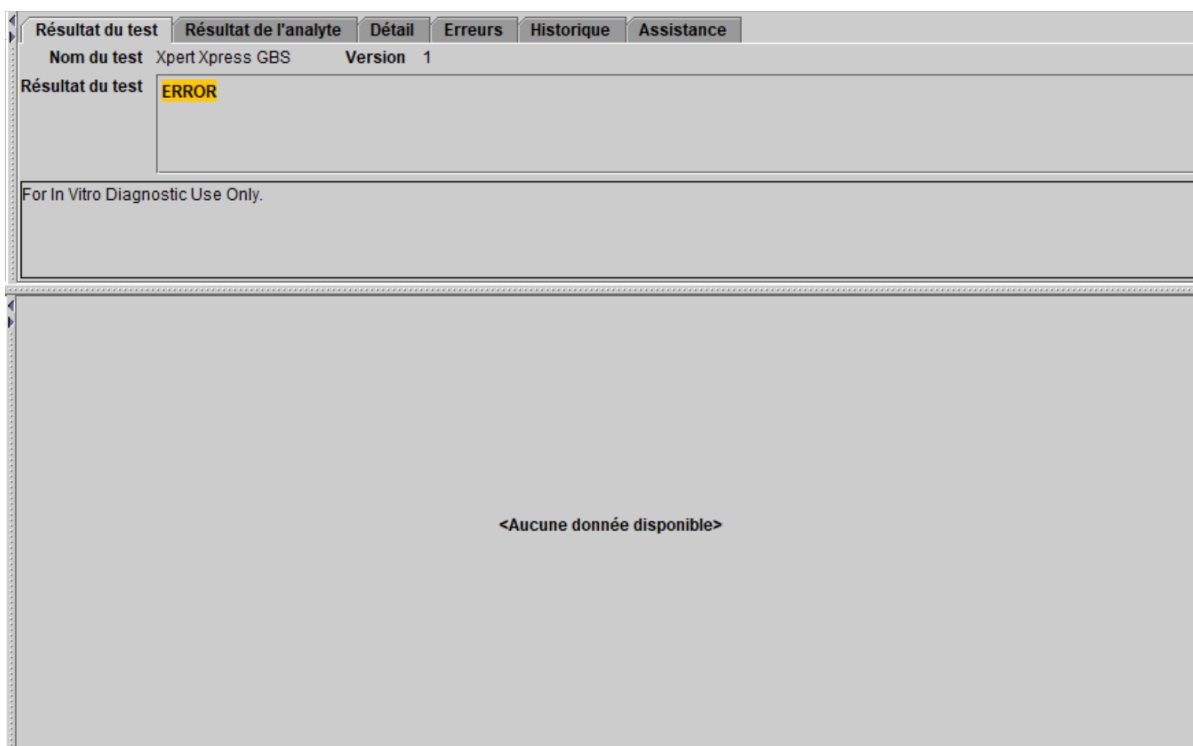 Résultat du test Résultat de l'analyte Détail Erreurs Historique Assistance
Nom du test Xpert Xpress GBS Version 1
Résultat du test ERROR
For In Vitro Diagnostic Use Only.
<Aucune donnée disponible>